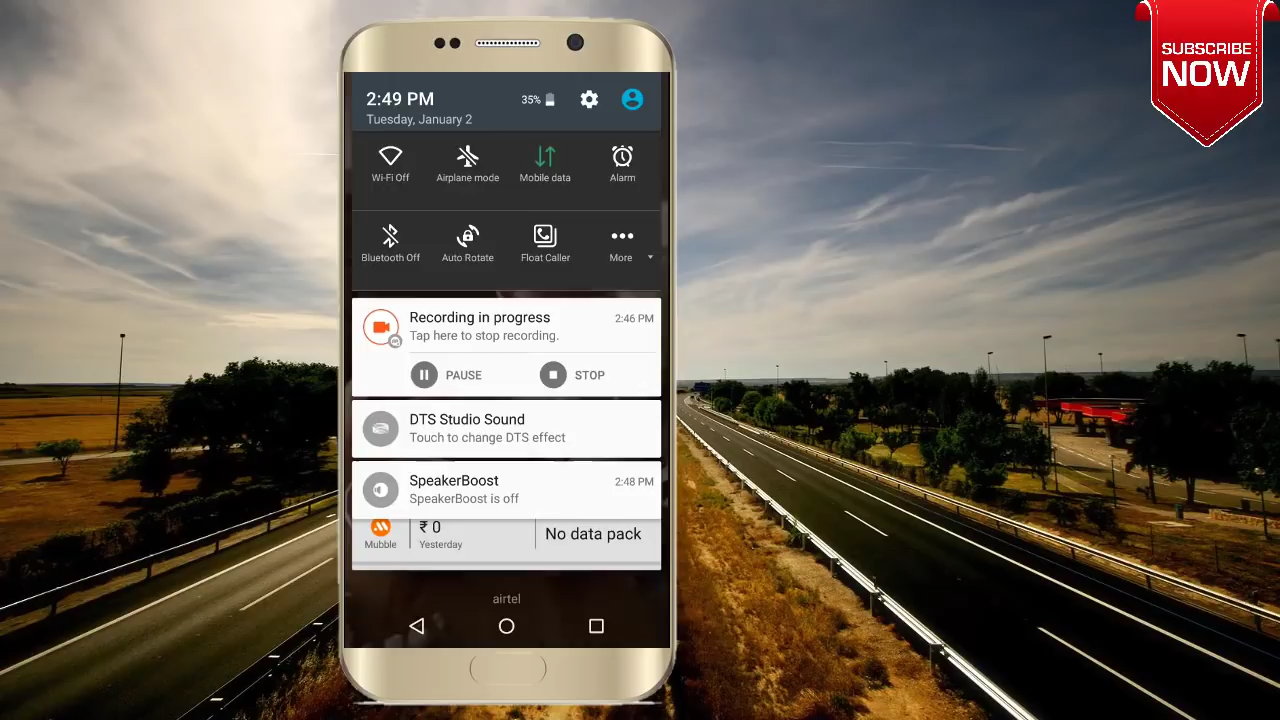 SUBSCRIBE
NOW
2:49 PM
35%
Tuesday, January 2
Wi-Fi Off
Airplane mode
Mobile data
Alarm
Bluetooth Off
Auto Rotate
Float Caller
More
Recording in progress
2:46 PM
Tap here to stop recording.
PAUSE
STOP
DTS Studio Sound
Touch to change DTS effect
SpeakerBoost
2:48 PM
SpeakerBoost is off
₹ 0
No data pack
Mubble
Yesterday
airtel